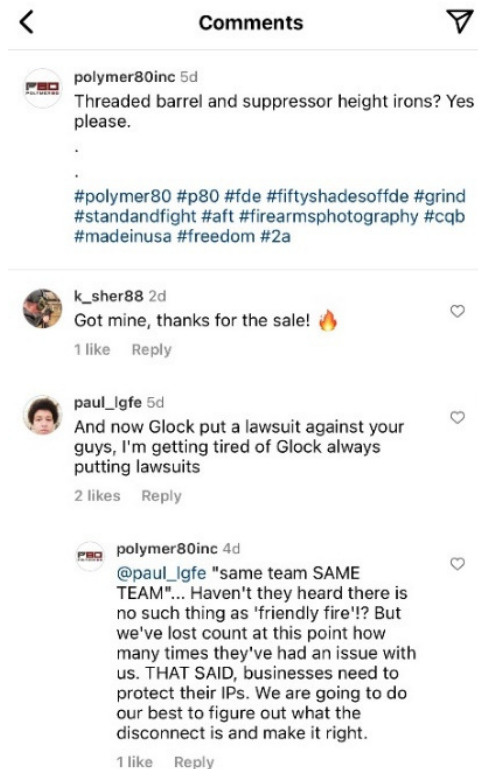 Comments
P80
POLYMER80
polymer80inc 5d
Threaded barrel and suppressor height irons? Yes
please.
.
.
#polymer80 #p80 #fde #fiftyshadesoffde #grind
#standandfight #aft #firearmsphotography #cqb
#madeinusa #freedom #2a
k_sher88 2d
Got mine, thanks for the sale! 🔥
1 like Reply
paul_lgfe 5d
And now Glock put a lawsuit against your
guys, I'm getting tired of Glock always
putting lawsuits
2 likes Reply
P80
polymer80inc 4d
@paul_lgfe "same team SAME
TEAM"... Haven't they heard there is
no such thing as 'friendly fire'!? But
we've lost count at this point how
many times they've had an issue with
us. THAT SAID, businesses need to
protect their IPs. We are going to do
our best to figure out what the
disconnect is and make it right.
1 like Reply